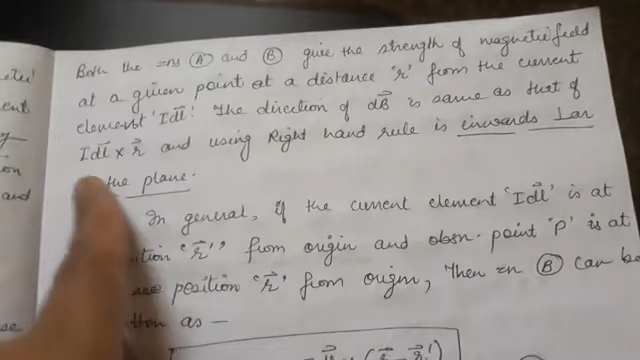 Both the =ns Ⓐ and Ⓑ give the strength of magnetic field
at a given point at a distance 'r' from the current
element 'Idl⃗'. The direction of dB⃗ is same as that of
Idl⃗ × r⃗ and using Right hand rule is inwards ⊥ar
the plane.
In general, if the current element 'Idl⃗' is at
'r⃗'' from origin and obsn. point 'P' is at
position 'r⃗' from origin, then =n Ⓑ can be
as —
(r⃗ - r⃗')